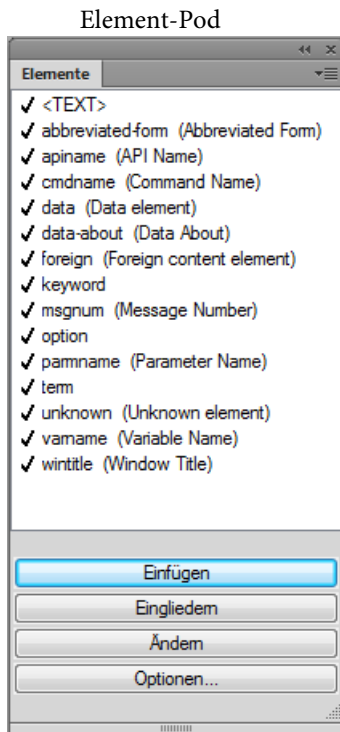 Element-Pod
Elemente
<TEXT>
abbreviated-form (Abbreviated Form)
apiname (API Name)
cmdname (Command Name)
data (Data element)
data-about (Data About)
foreign (Foreign content element)
keyword
msgnum (Message Number)
option
parmname (Parameter Name)
term
unknown (Unknown element)
varname (Variable Name)
wintitle (Window Title)
Einfügen
Eingliedern
Ändern
Optionen...